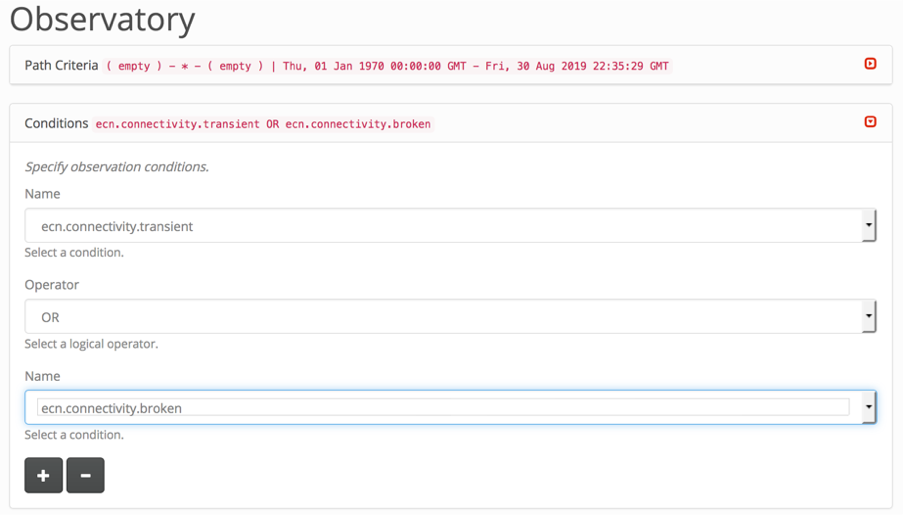 Observatory
Path Criteria ( empty ) – * – ( empty ) | Thu, 01 Jan 1970 00:00:00 GMT – Fri, 30 Aug 2019 22:35:29 GMT
Conditions ecn.connectivity.transient OR ecn.connectivity.broken
Specify observation conditions.
Name
ecn.connectivity.transient
Select a condition.
Operator
OR
Select a logical operator.
Name
ecn.connectivity.broken
Select a condition.
+ –